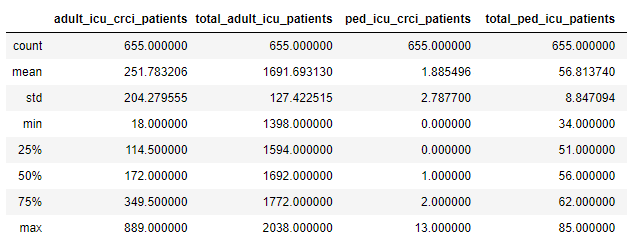 adult_icu_crci_patients total_adult_icu_patients ped_icu_crci_patients total_ped_icu_patients
count 655.000000 655.000000 655.000000 655.000000
mean 251.783206 1691.693130 1.885496 56.813740
std 204.279555 127.422515 2.787700 8.847094
min 18.000000 1398.000000 0.000000 34.000000
25% 114.500000 1594.000000 0.000000 51.000000
50% 172.000000 1692.000000 1.000000 56.000000
75% 349.500000 1772.000000 2.000000 62.000000
max 889.000000 2038.000000 13.000000 85.000000